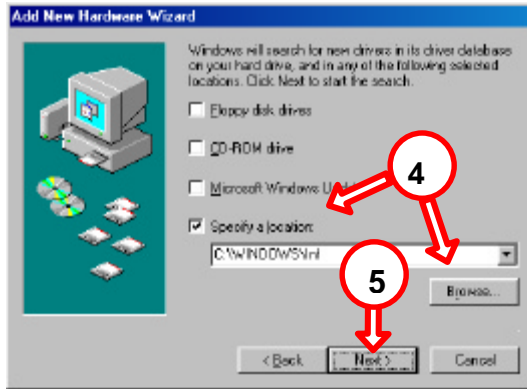 Add New Hardware Wizard
Windows will search for new drivers in its driver database
on your hard drive, and in any of the following selected
locations. Click Next to start the search.
Floppy disk drives
CD-ROM drive
Microsoft Windows
4
Specify a location:
C:\WINDOWS\Inf
5
Browse...
< Back
Next >
Cancel